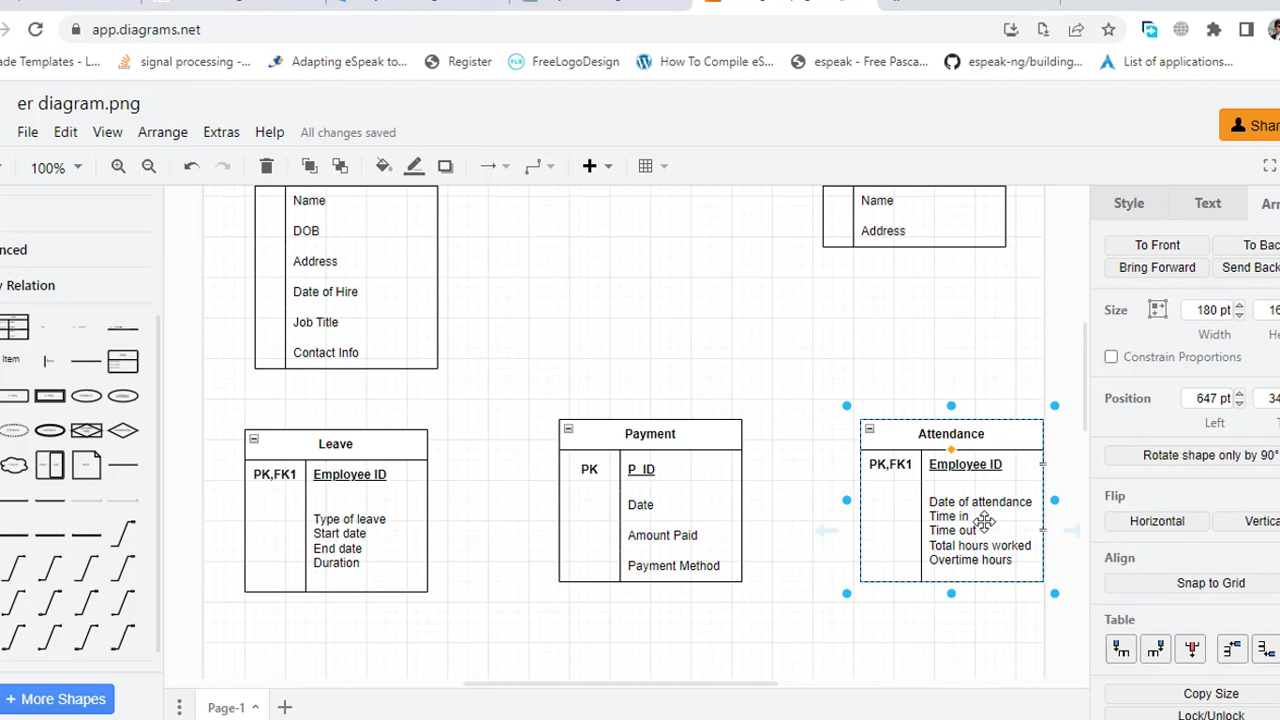 app.diagrams.net
ade Templates - L...
signal processing -...
Adapting eSpeak to...
Register
FreeLogoDesign
How To Compile eS...
espeak - Free Pasca...
espeak-ng/building...
List of applications...
er diagram.png
File Edit View Arrange Extras Help All changes saved
Shar
100%
Style Text Arr
nced
y Relation
Item
More Shapes
Name
DOB
Address
Date of Hire
Job Title
Contact Info
Name
Address
Leave
PK,FK1 Employee ID
Type of leave
Start date
End date
Duration
Payment
PK P_ID
Date
Amount Paid
Payment Method
Attendance
PK,FK1 Employee ID
Date of attendance
Time in
Time out
Total hours worked
Overtime hours
To Front To Bac
Bring Forward Send Back
Size 180 pt 16
Width He
Constrain Proportions
Position 647 pt 34
Left
Rotate shape only by 90°
Flip
Horizontal Vertica
Align
Snap to Grid
Table
Copy Size
Lock/Unlock
Page-1